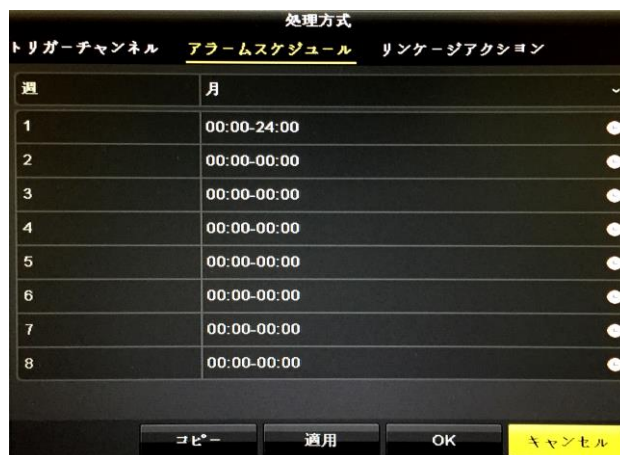 処理方式
トリガーチャンネル アラームスケジュール リンケージアクション
週 月
1 00:00-24:00
2 00:00-00:00
3 00:00-00:00
4 00:00-00:00
5 00:00-00:00
6 00:00-00:00
7 00:00-00:00
8 00:00-00:00
コピー 適用 OK キャンセル